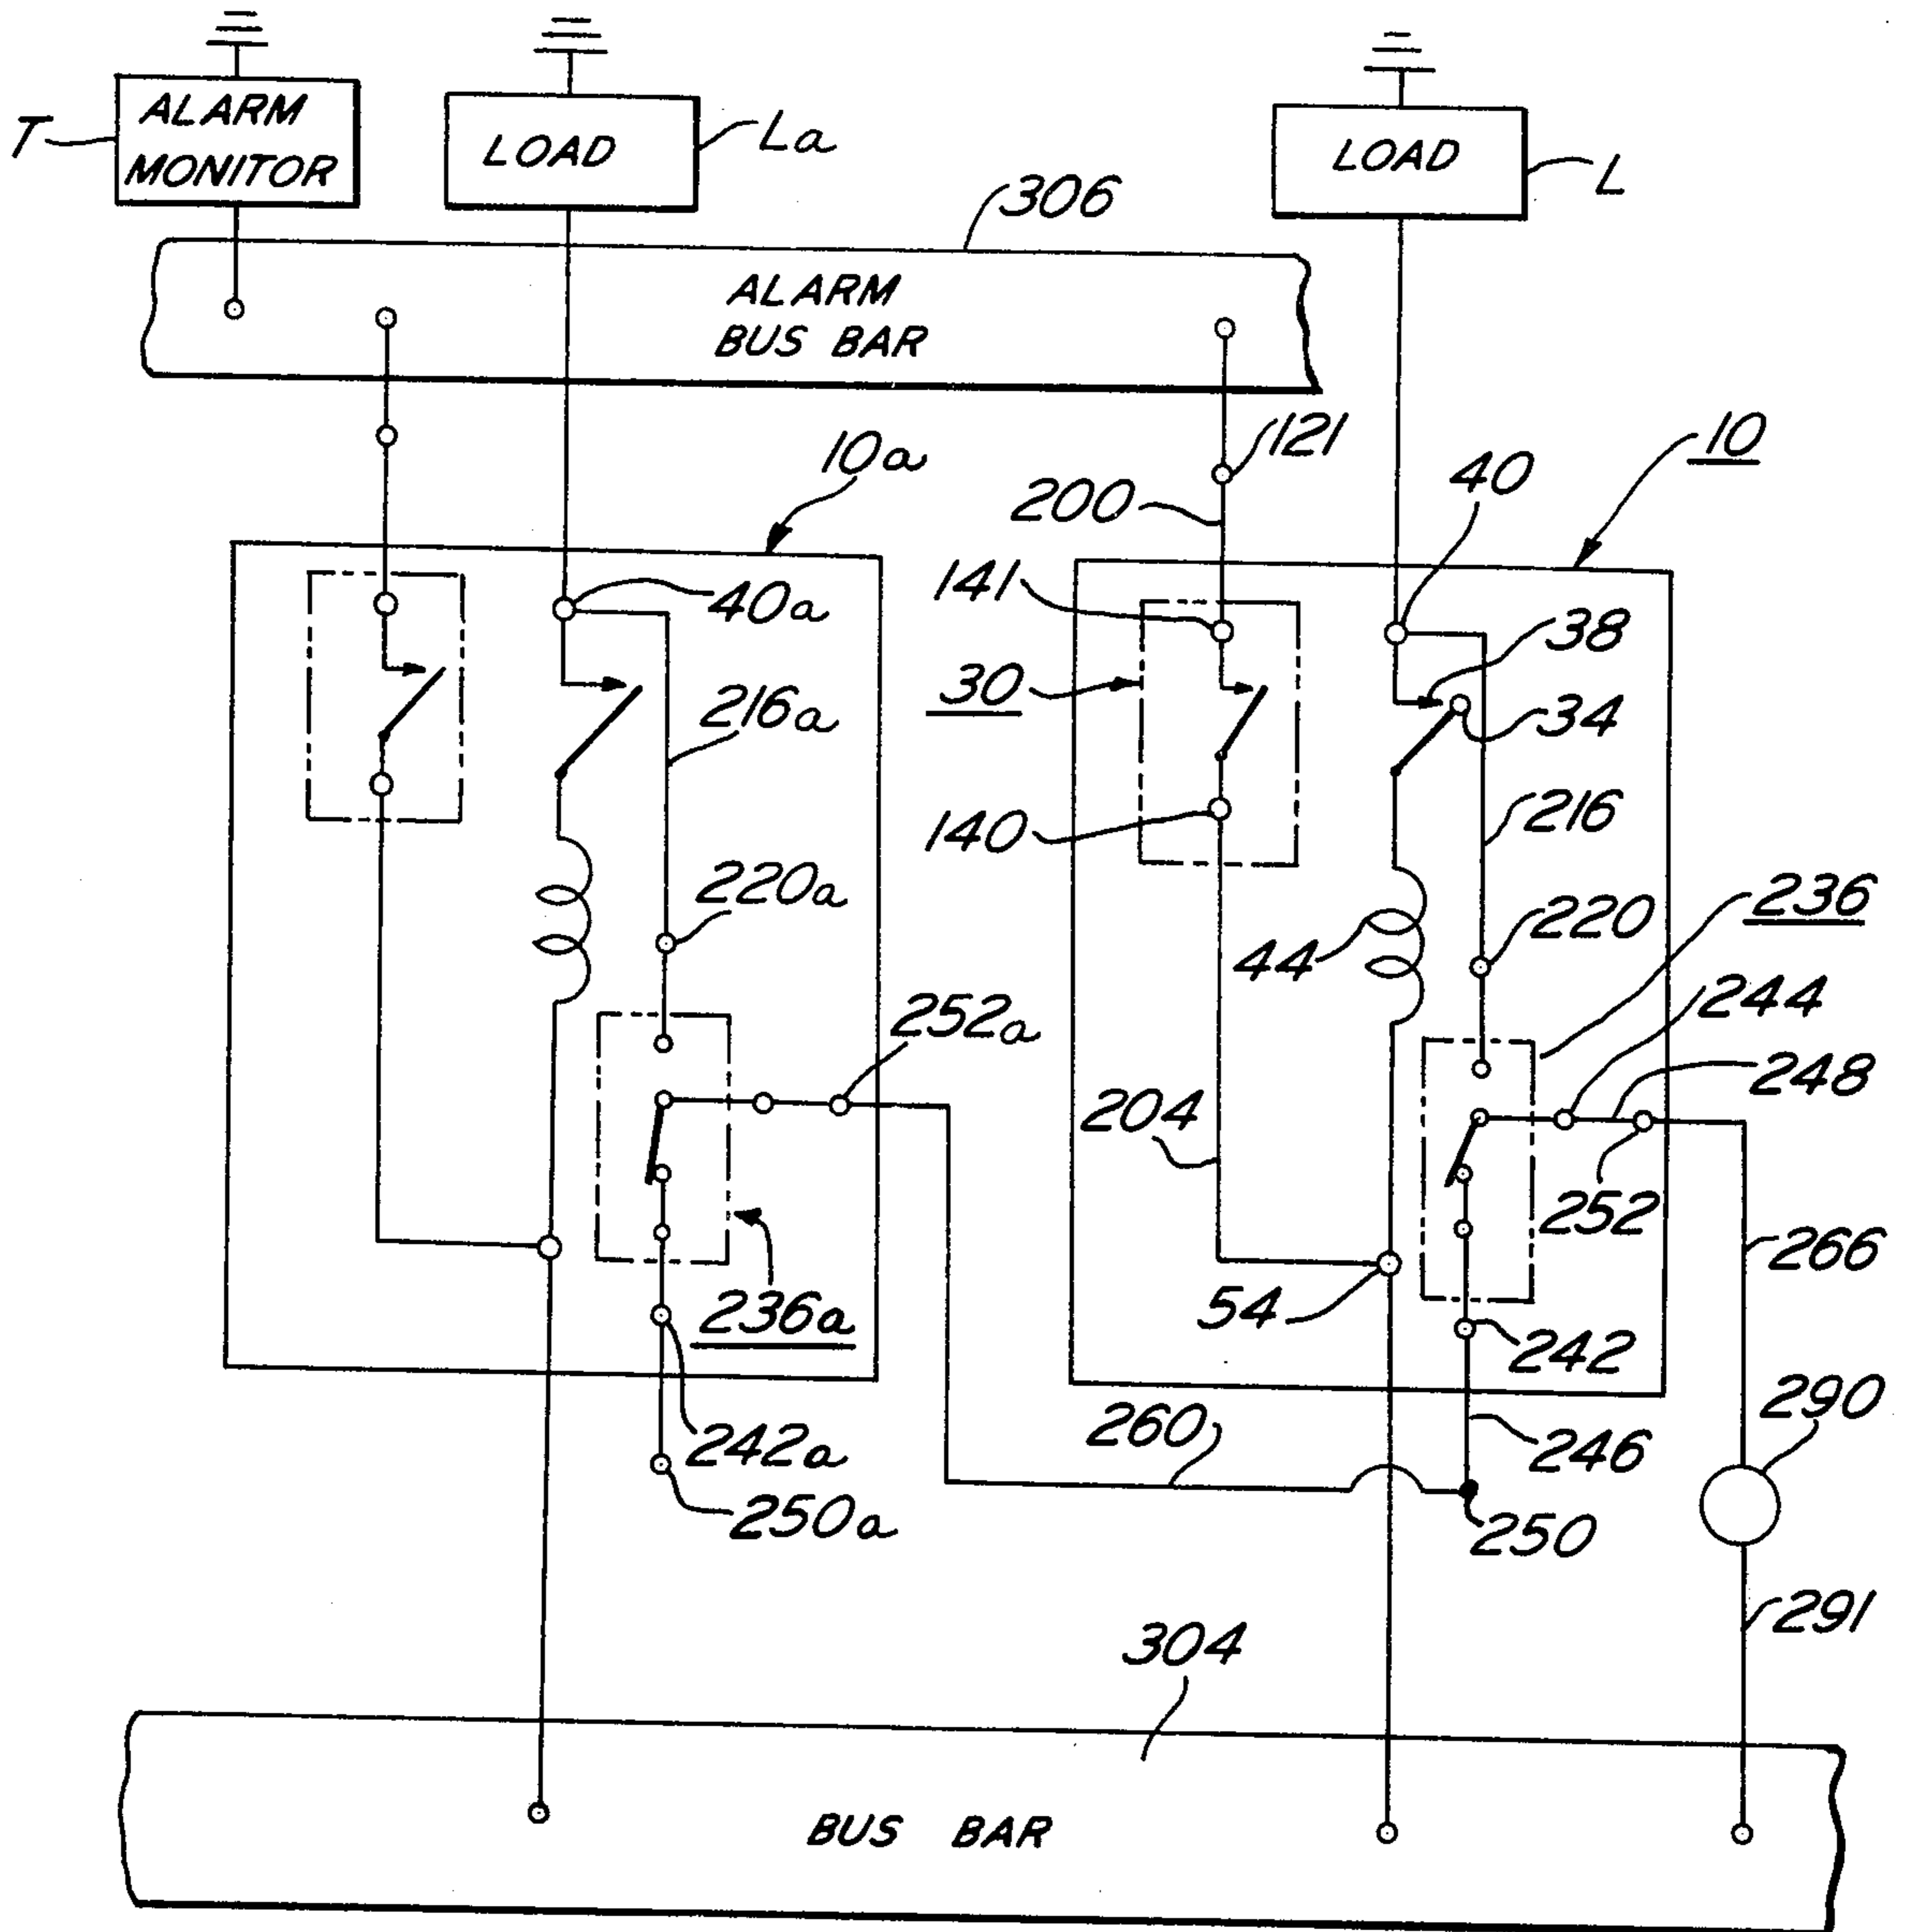 T
ALARM
MONITOR
LOAD
La
LOAD
L
306
ALARM
BUS BAR
10a
121
200
40
10
141
40a
38
30
34
216a
140
216
220a
44
220
236
252a
244
248
204
252
266
236a
54
242
242a
260
246
290
250a
250
291
304
BUS BAR